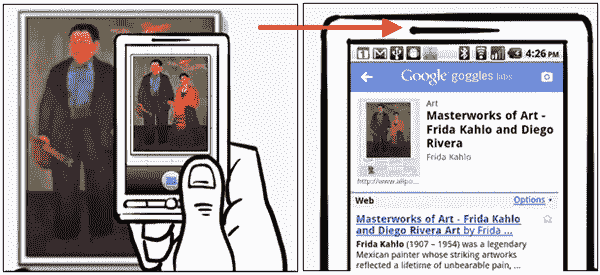 4:26 PM
Google goggles labs
Art
Masterworks of Art -
Frida Kahlo and Diego
Rivera
Frida Kahlo
http://www.allpo...
Web
Options
Masterworks of Art - Frida Kahlo
and Diego Rivera Art by Frida ...
Frida Kahlo (1907 – 1954) was a legendary
Mexican painter whose striking artworks
reflected a lifetime of unbearable pain, ...